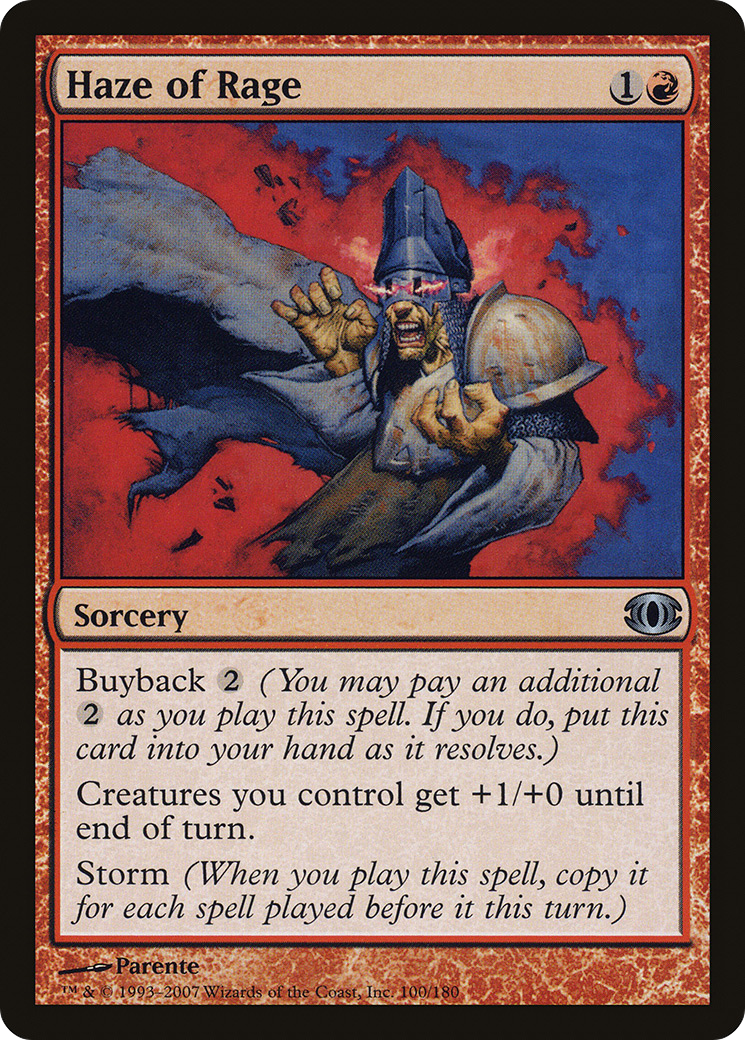 Haze of Rage 1
Sorcery
Buyback 2 (You may pay an additional
2 as you play this spell. If you do, put this
card into your hand as it resolves.)
Creatures you control get +1/+0 until
end of turn.
Storm (When you play this spell, copy it
for each spell played before it this turn.)
Parente
™ & © 1993–2007 Wizards of the Coast, Inc. 100/180